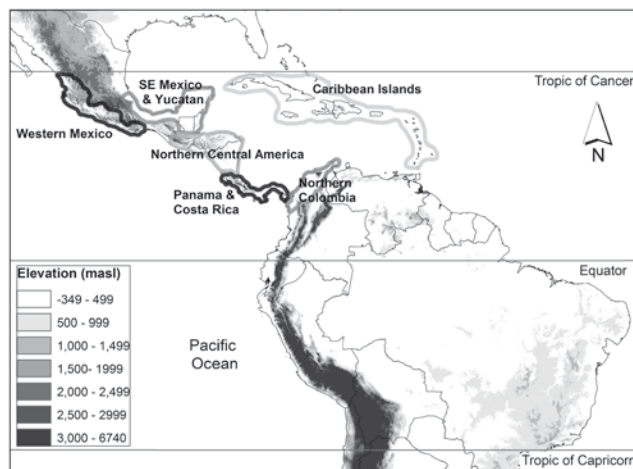 Tropic of Cancer
SE Mexico
& Yucatan
Caribbean Islands
Western Mexico
Northern Central America
N
Panama &
Costa Rica
Northern
Colombia
Equator
Elevation (masl)
-349 - 499
500 - 999
1,000 - 1,499
1,500- 1999
2,000 - 2,499
2,500 - 2999
3,000 - 6740
Pacific
Ocean
Tropic of Capricorn